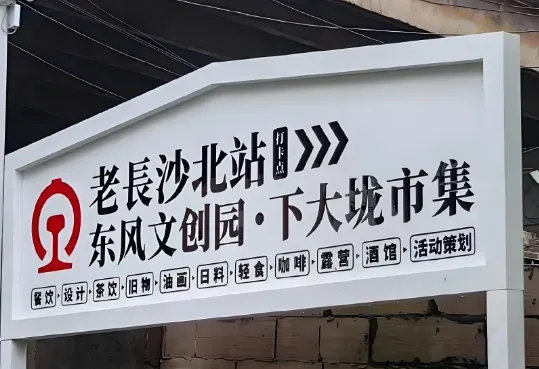 老長沙北站 打卡点
东风文创园·下大垅市集
餐饮 设计 茶饮 旧物 油画 日料 轻食 咖啡 露营 酒馆 活动策划